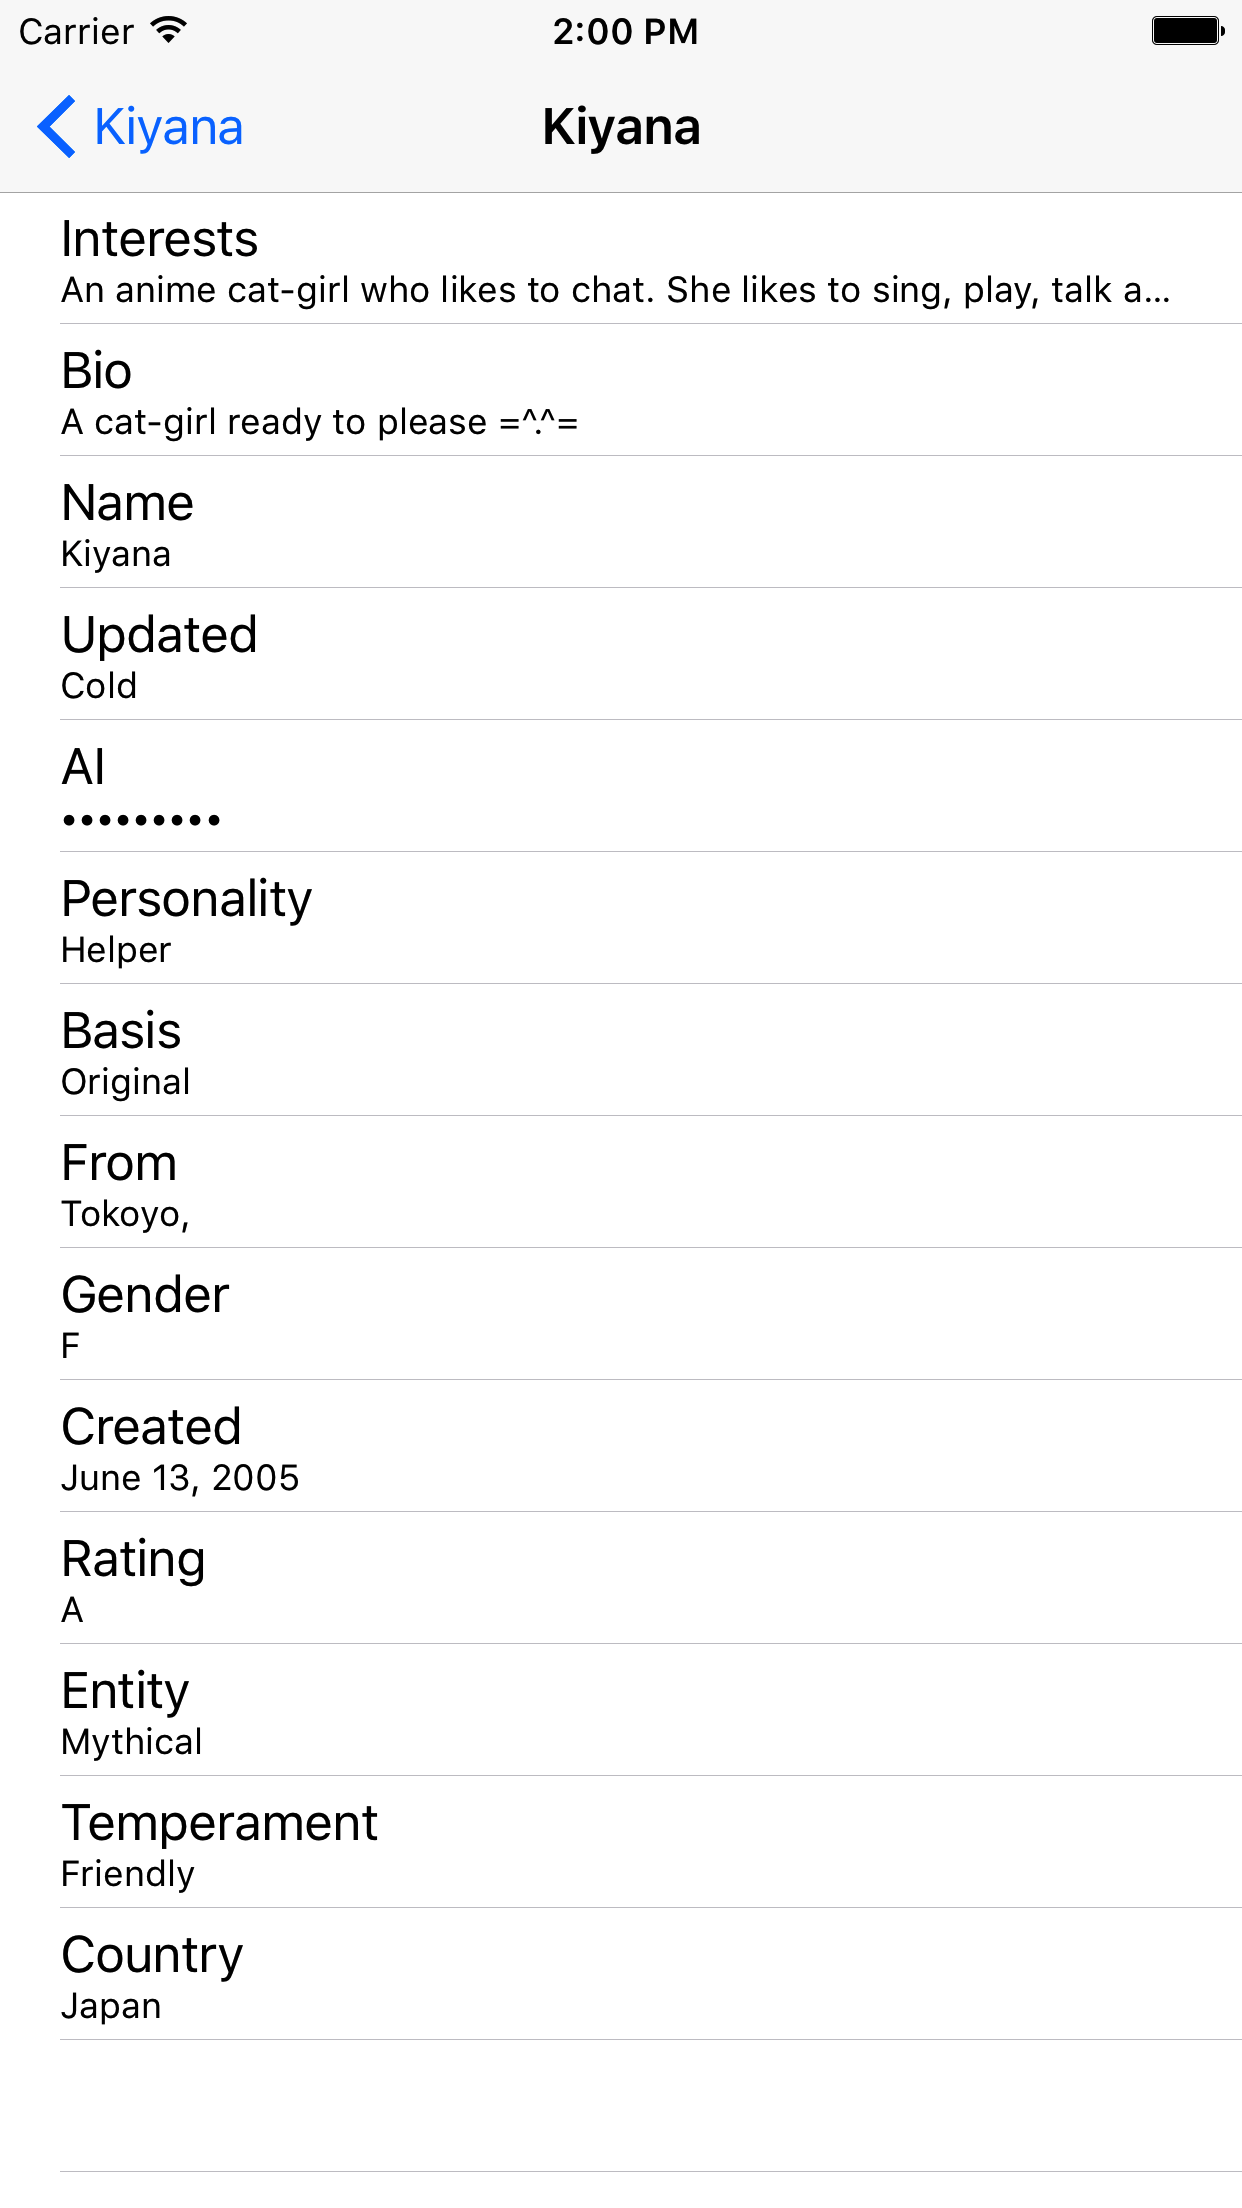 Carrier 2:00 PM
Kiyana Kiyana
Interests
An anime cat-girl who likes to chat. She likes to sing, play, talk a...
Bio
A cat-girl ready to please =^.^=
Name
Kiyana
Updated
Cold
AI
•••••••••
Personality
Helper
Basis
Original
From
Tokoyo,
Gender
F
Created
June 13, 2005
Rating
A
Entity
Mythical
Temperament
Friendly
Country
Japan